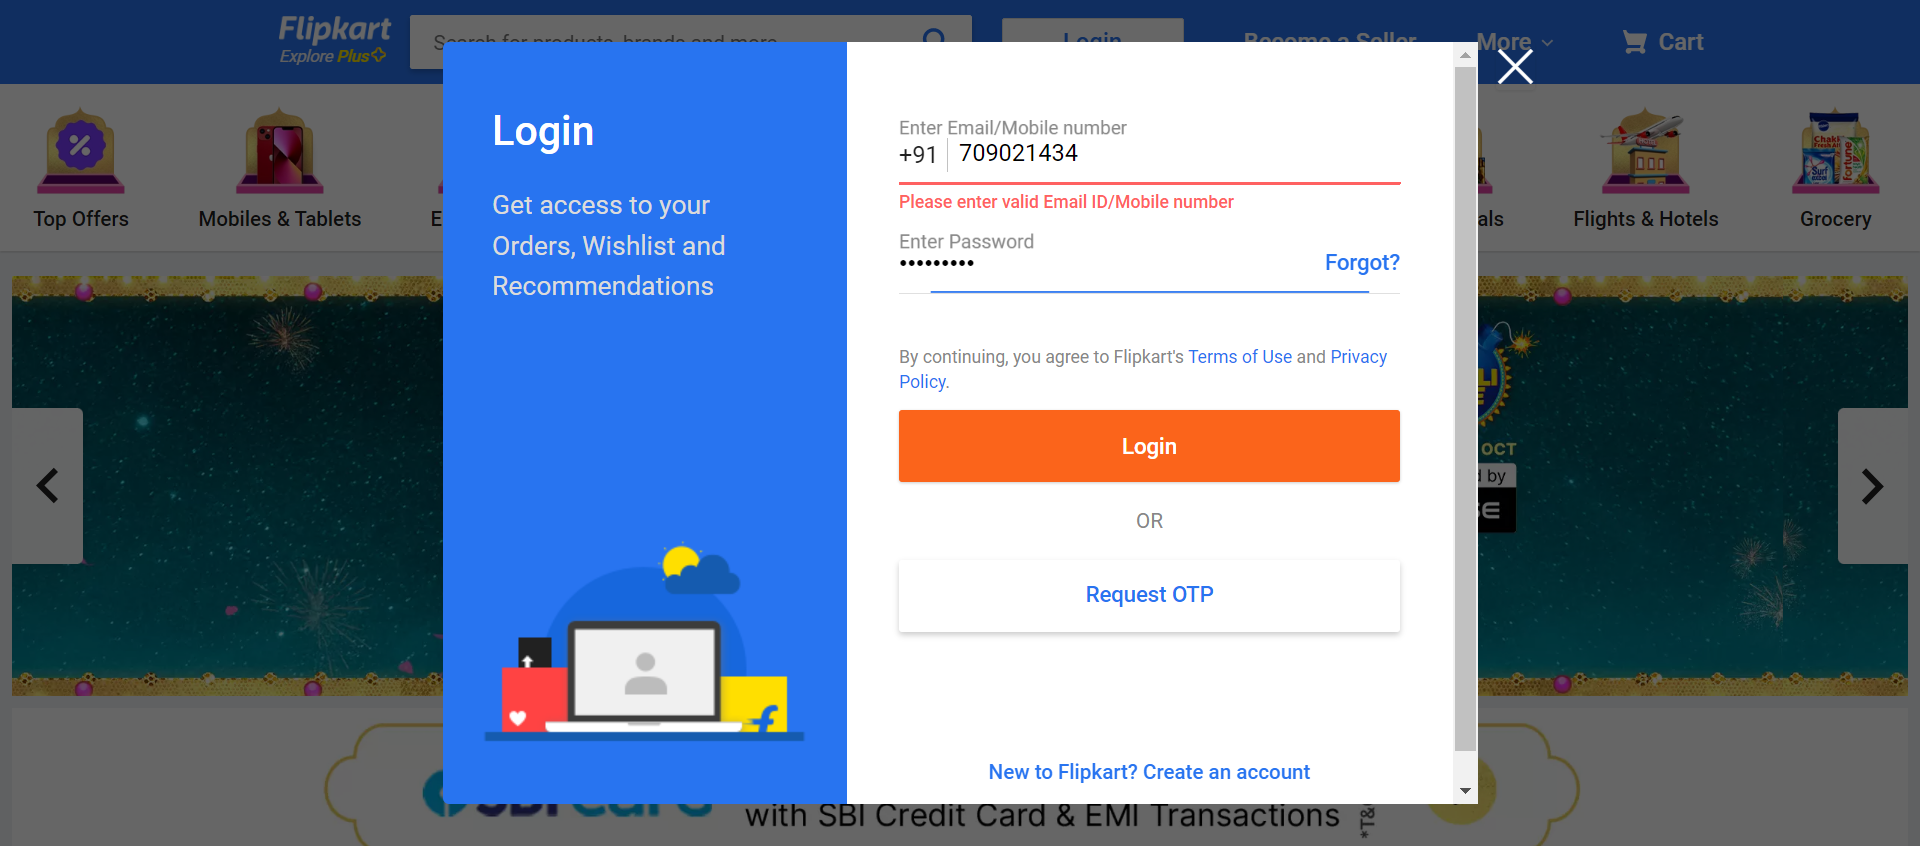 Flipkart
Explore Plus
Search for products, brands and more
Login
Become a Seller
More
Cart
Top Offers
Mobiles & Tablets
E
als
Flights & Hotels
Grocery
Login
Get access to your
Orders, Wishlist and
Recommendations
Enter Email/Mobile number
+91 709021434
Please enter valid Email ID/Mobile number
Enter Password
Forgot?
By continuing, you agree to Flipkart's Terms of Use and Privacy
Policy.
Login
OR
Request OTP
New to Flipkart? Create an account
OCT
d by
SE
SBI Card
with SBI Credit Card & EMI Transactions
*T&C